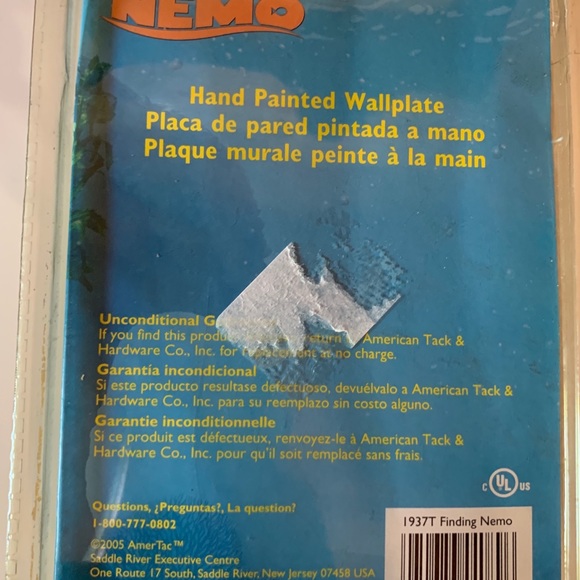 NEMO
Hand Painted Wallplate
Placa de pared pintada a mano
Plaque murale peinte à la main
Unconditional G
If you find this produ return American Tack &
Hardware Co., Inc. for replacement at no charge.
Garantía incondicional
Si este producto resultase defectuoso, devuélvalo a American Tack &
Hardware Co., Inc. para su reemplazo sin costo alguno.
Garantie inconditionnelle
Si ce produit est défectueux, renvoyez-le à American Tack &
Hardware Co., Inc. pour qu'il soit remplacé sans frais.
Questions, ¿Preguntas?, La question?
1-800-777-0802
©2005 AmerTac™
Saddle River Executive Centre
One Route 17 South, Saddle River, New Jersey 07458 USA
C UL US
1937T Finding Nemo